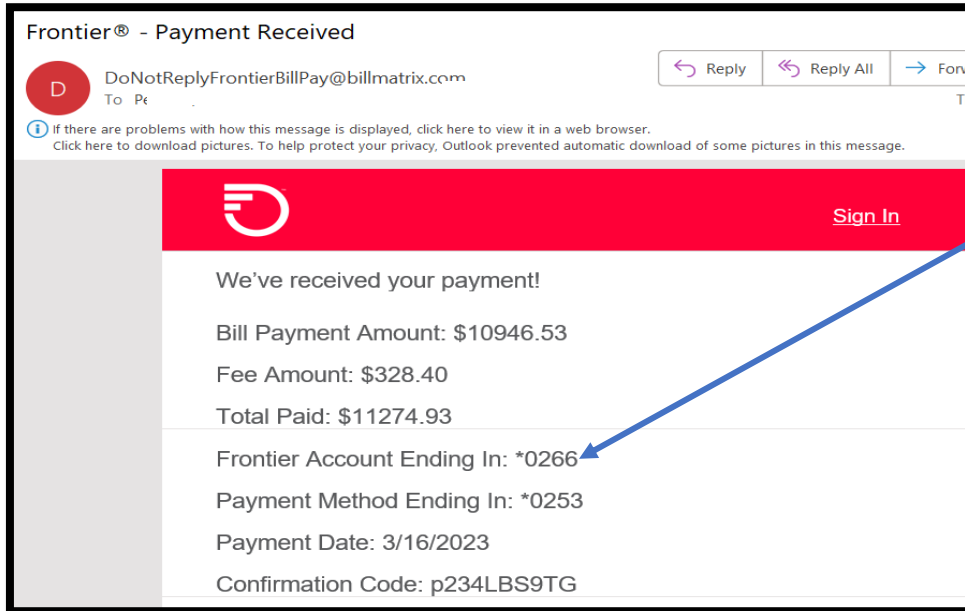 Frontier® - Payment Received
D
DoNotReplyFrontierBillPay@billmatrix.com
Reply
Reply All
To
If there are problems with how this message is displayed, click here to view it in a web browser.
Click here to download pictures. To help protect your privacy, Outlook prevented automatic download of some pictures in this message.
Sign In
We've received your payment!
Bill Payment Amount: $10946.53
Fee Amount: $328.40
Total Paid: $11274.93
Frontier Account Ending In: *0266
Payment Method Ending In: *0253
Payment Date: 3/16/2023
Confirmation Code: p234LBS9TG